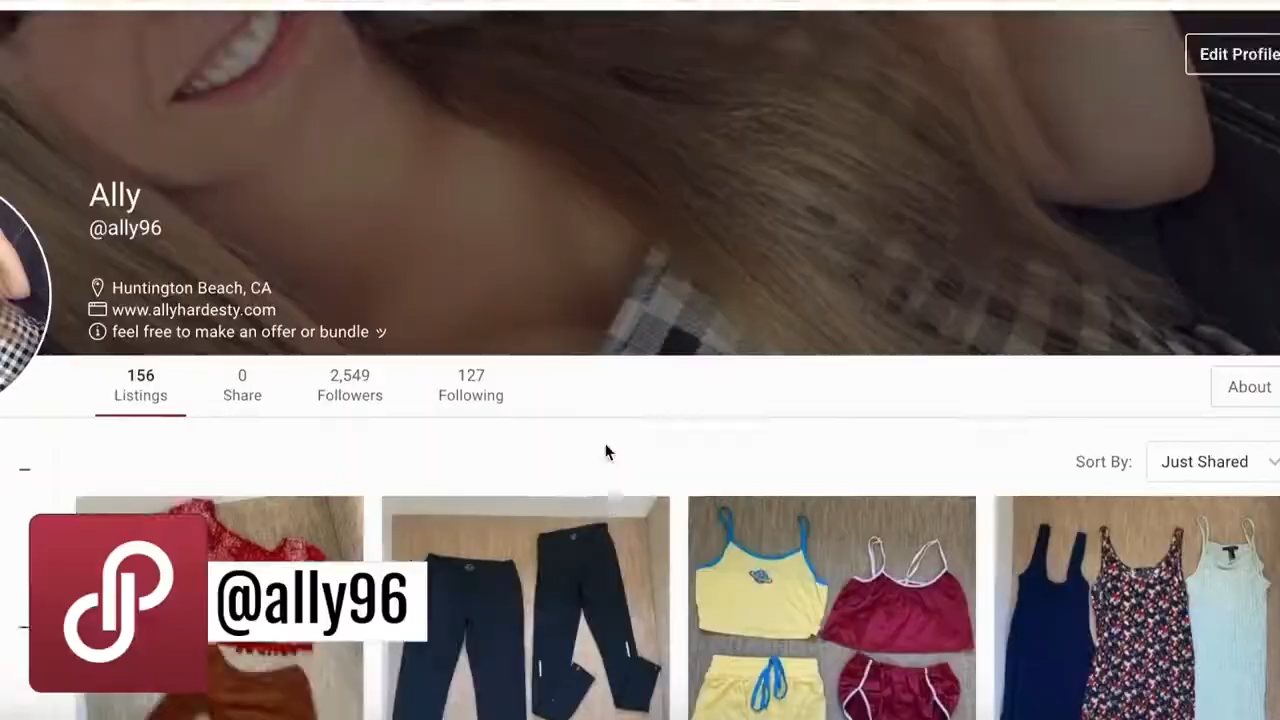 Edit Profile
Ally
@ally96
Huntington Beach, CA
www.allyhardesty.com
feel free to make an offer or bundle ツ
156
Listings
0
Share
2,549
Followers
127
Following
About
Sort By:
Just Shared
@ally96